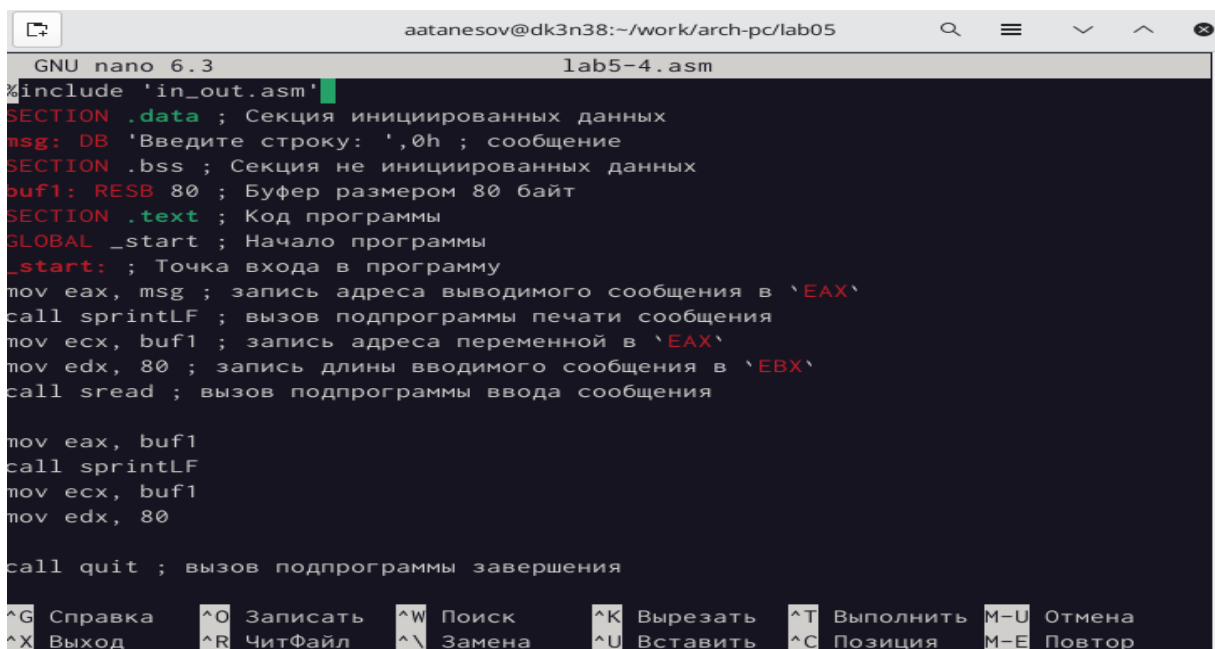 aatanesov@dk3n38:~/work/arch-pc/lab05
GNU nano 6.3 lab5-4.asm
%include 'in_out.asm'
SECTION .data ; Секция инициированных данных
msg: DB 'Введите строку: ',0h ; сообщение
SECTION .bss ; Секция не инициированных данных
buf1: RESB 80 ; Буфер размером 80 байт
SECTION .text ; Код программы
GLOBAL _start ; Начало программы
_start: ; Точка входа в программу
mov eax, msg ; запись адреса выводимого сообщения в `EAX`
call sprintLF ; вызов подпрограммы печати сообщения
mov ecx, buf1 ; запись адреса переменной в `EAX`
mov edx, 80 ; запись длины вводимого сообщения в `EBX`
call sread ; вызов подпрограммы ввода сообщения
mov eax, buf1
call sprintLF
mov ecx, buf1
mov edx, 80
call quit ; вызов подпрограммы завершения
^G Справка ^O Записать ^W Поиск ^K Вырезать ^T Выполнить M-U Отмена
^X Выход ^R ЧитФайл ^\ Замена ^U Вставить ^C Позиция M-E Повтор